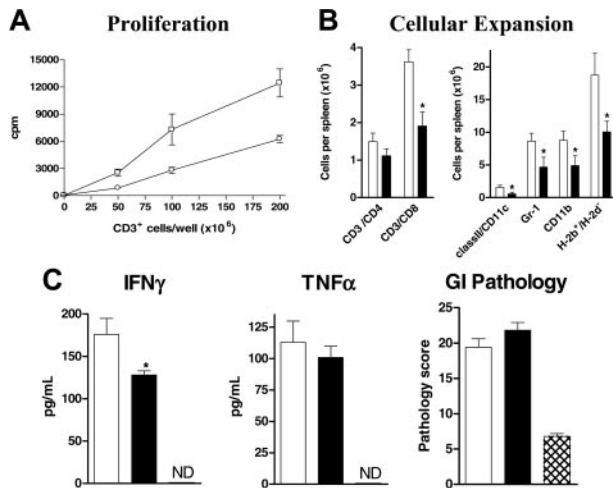 A Proliferation
15000
12000
9000
6000
3000
0
cpm
0 25 50 75 100 125 150 175 200
CD3+ cells/well (x10⁶)
B Cellular Expansion
4
3
2
1
0
Cells per spleen (x10⁶)
*
CD3 /CD4
CD3/CD8
20
15
10
5
0
Cells per spleen (x10⁶)
* * * *
classII/CD11c
Gr-1
CD11b
H-2b+/H-2d-
C IFNγ
200
150
100
50
0
pg/mL
*
ND
TNFα
125
100
75
50
25
0
pg/mL
ND
GI Pathology
25
20
15
10
5
0
Pathology score